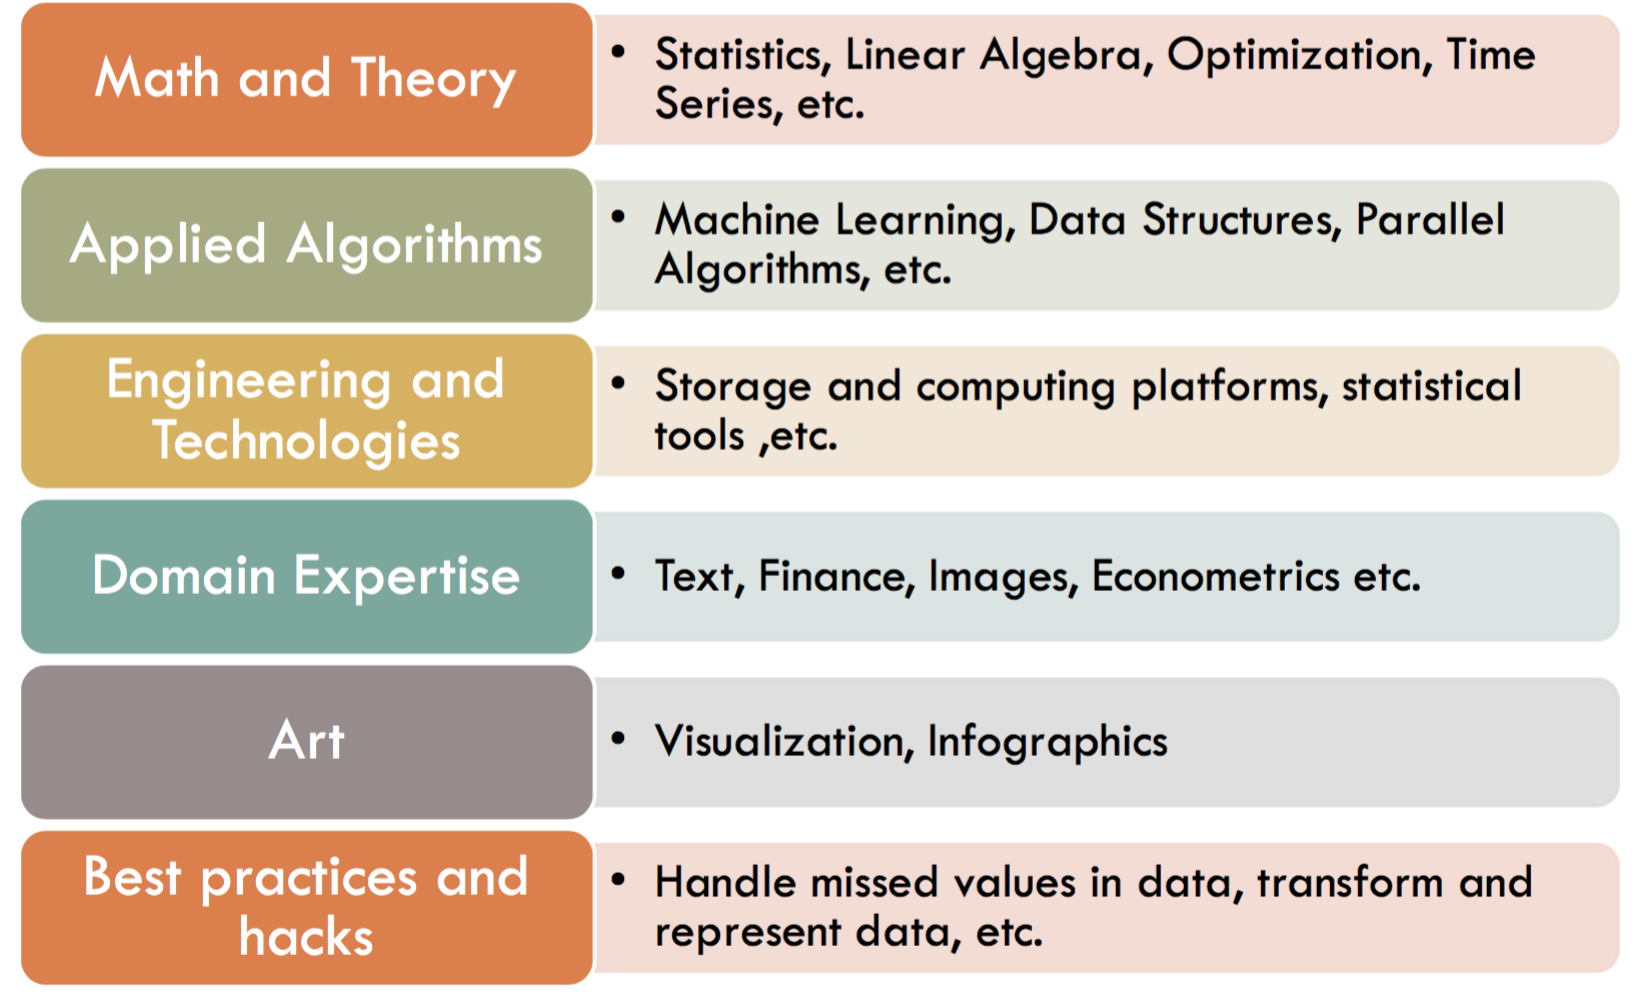 Math and Theory
• Statistics, Linear Algebra, Optimization, Time
Series, etc.
Applied Algorithms
• Machine Learning, Data Structures, Parallel
Algorithms, etc.
Engineering and
Technologies
• Storage and computing platforms, statistical
tools ,etc.
Domain Expertise
• Text, Finance, Images, Econometrics etc.
Art
• Visualization, Infographics
Best practices and
hacks
• Handle missed values in data, transform and
represent data, etc.